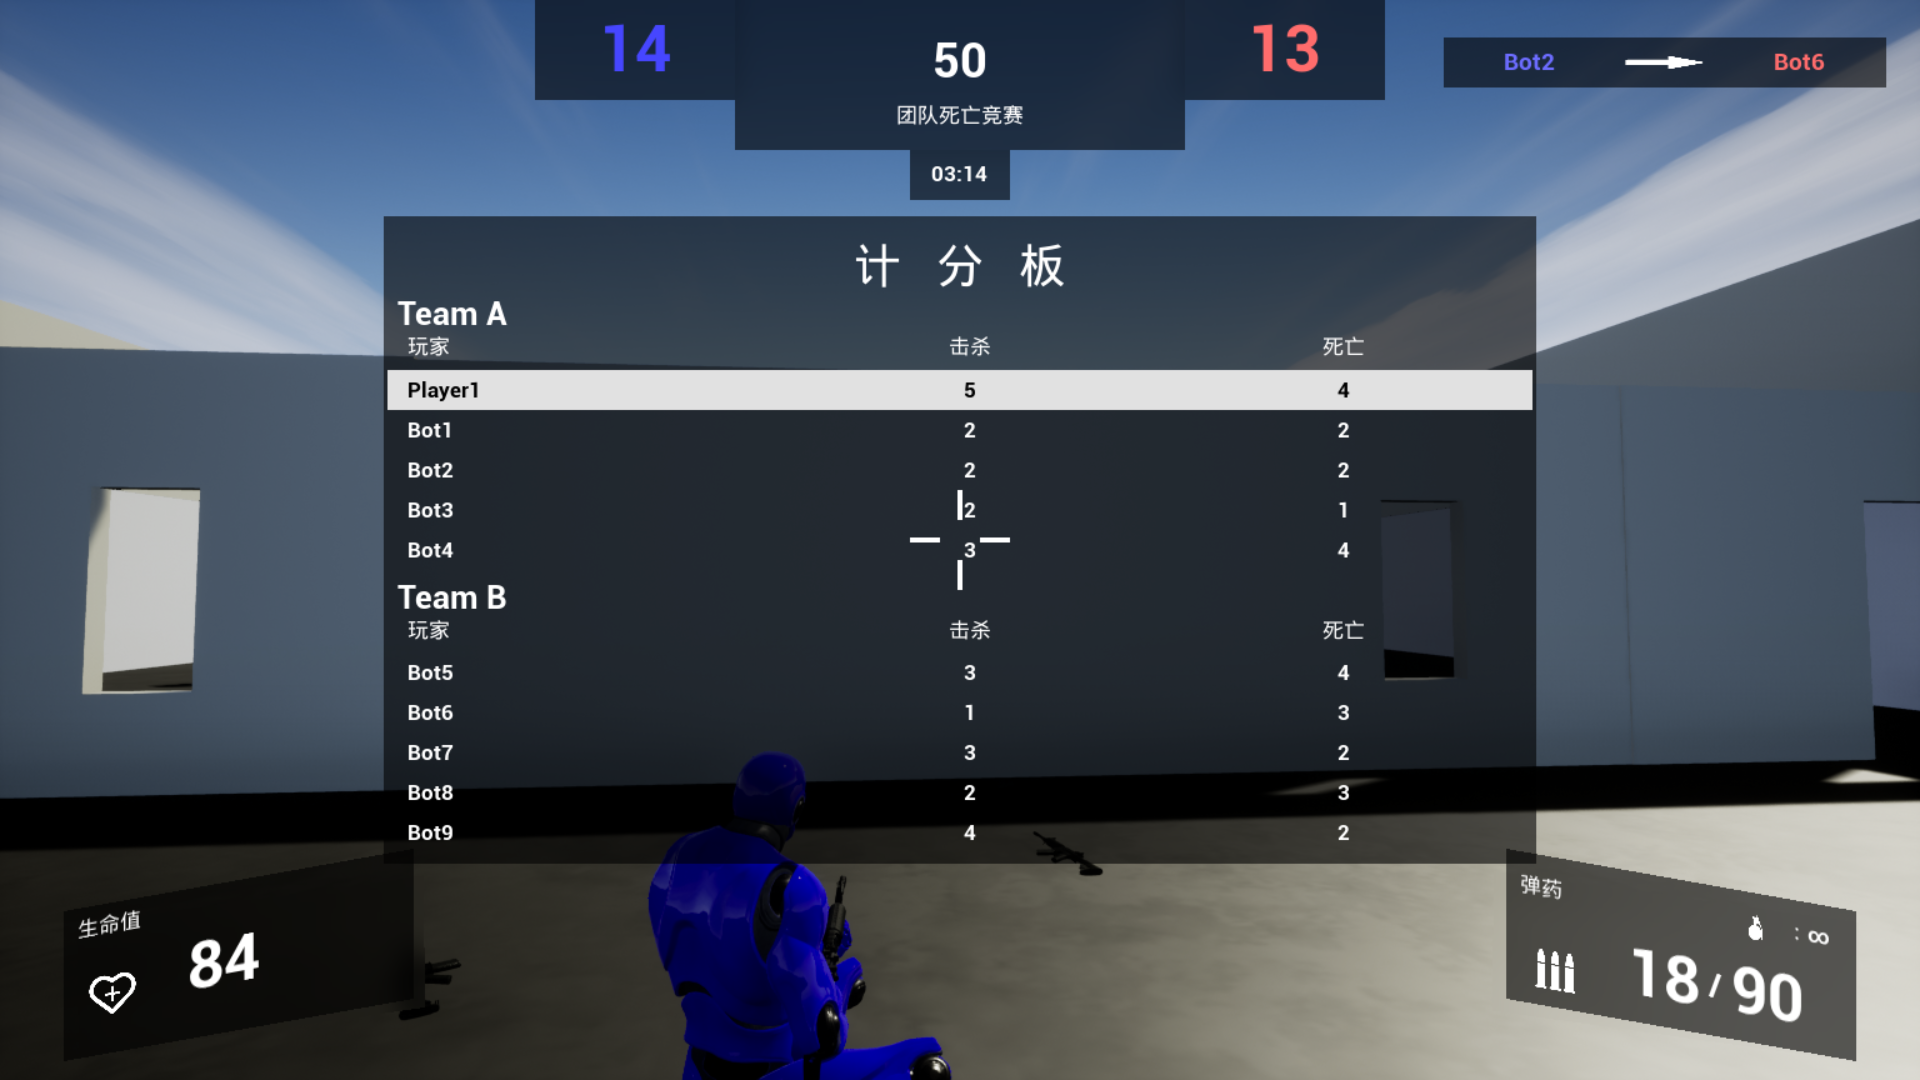 14
50
13
团队死亡竞赛
03:14
Bot2 Bot6
计分板
Team A
玩家 击杀 死亡
Player1 5 4
Bot1 2 2
Bot2 2 2
Bot3 2 1
Bot4 3 4
Team B
玩家 击杀 死亡
Bot5 3 4
Bot6 1 3
Bot7 3 2
Bot8 2 3
Bot9 4 2
生命值
84
弹药
: ∞
18/90